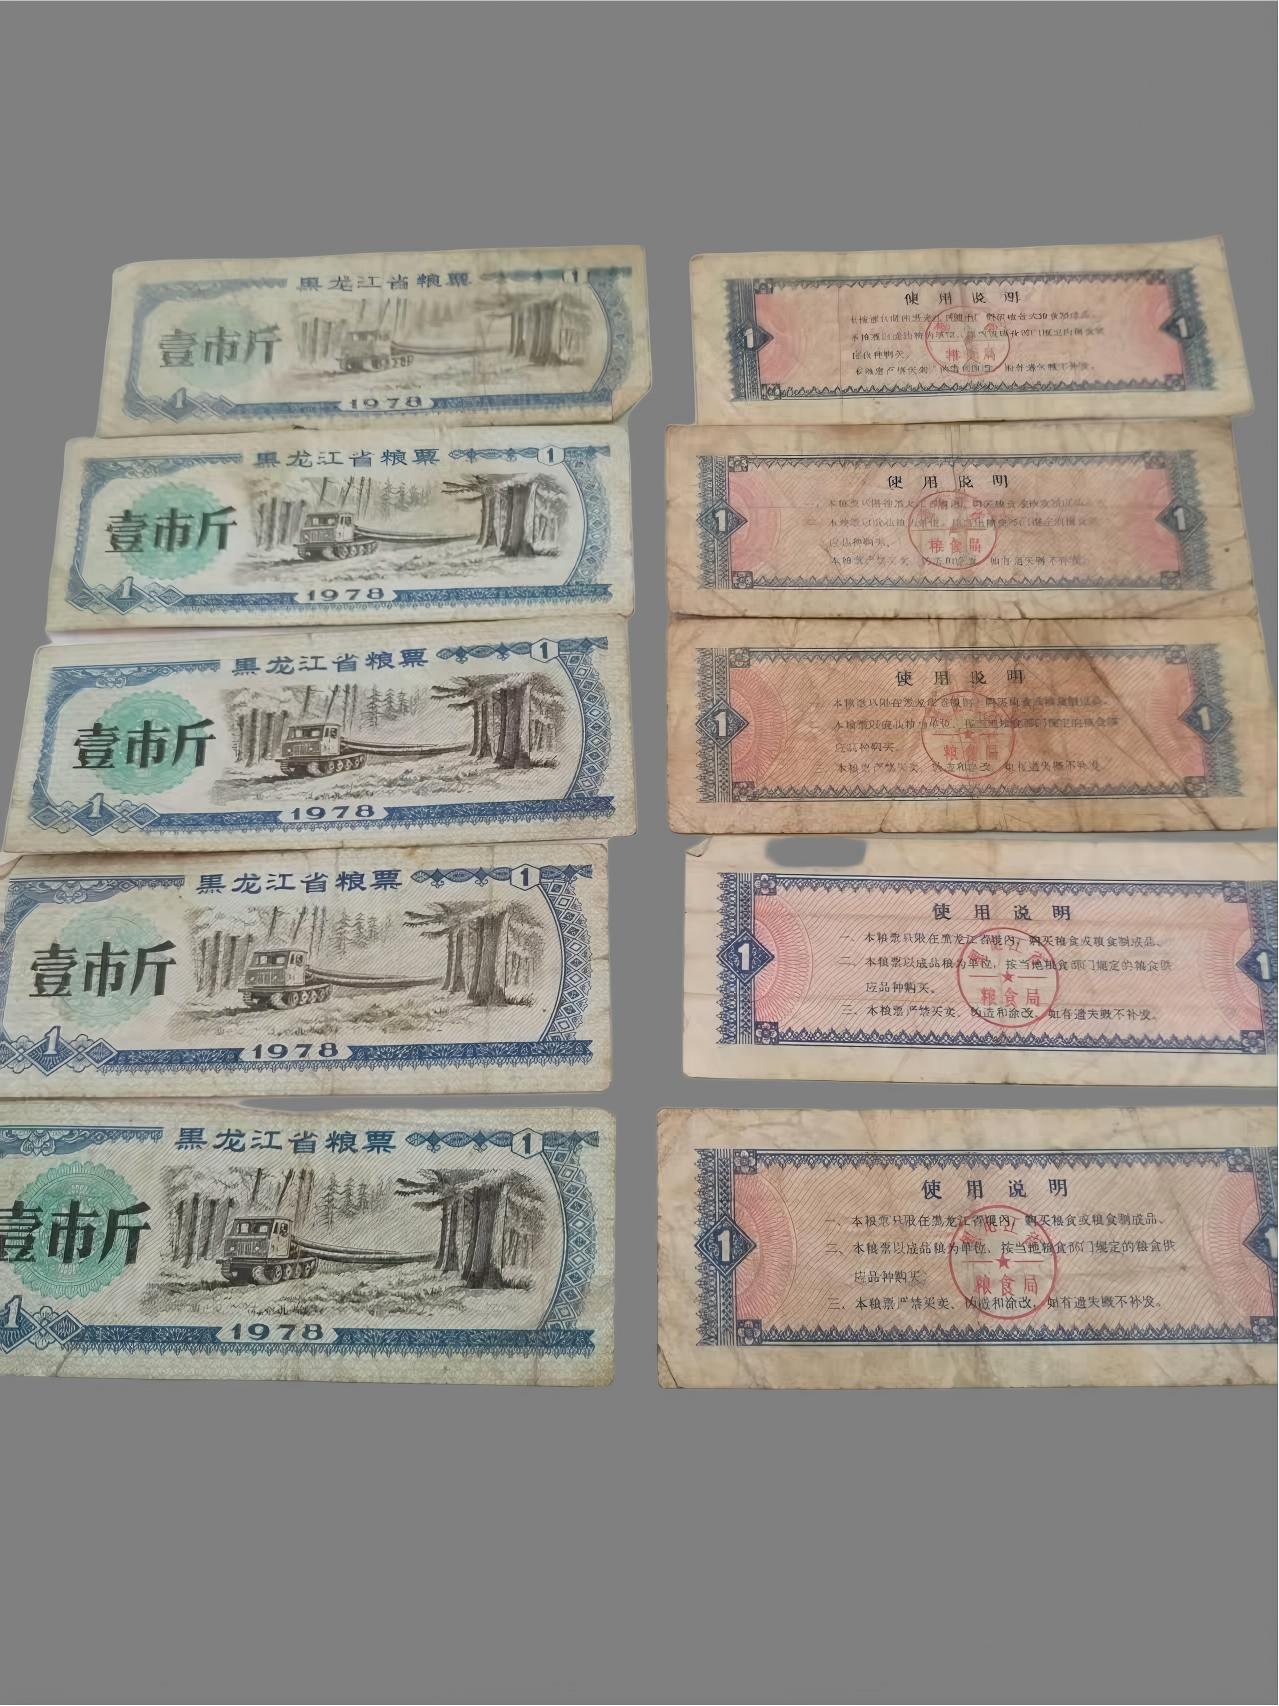 黑龙江省粮票 1
壹市斤
1 1978
黑龙江省粮票 1
壹市斤
1 1978
黑龙江省粮票 1
壹市斤
1 1978
黑龙江省粮票 1
壹市斤
1 1978
黑龙江省粮票 1
壹市斤
1 1978
使用说明
1 1
粮食局
使用说明
1 1
应品种购买。
粮食局
使用说明
1 1
应品种购买。
粮食局
使用说明
一、本粮票只限在黑龙江省境内,购买粮食或粮食制成品。
二、本粮票以成品粮为单位,按当地粮食部门规定的粮食供
1 1
应品种购买。
粮食局
三、本粮票严禁买卖、伪造和涂改,如有遗失概不补发。
使用说明
一、本粮票只限在黑龙江省境内,购买粮食或粮食制成品。
二、本粮票以成品粮为单位,按当地粮食部门规定的粮食供
1 1
应品种购买。
粮食局
三、本粮票严禁买卖、伪造和涂改,如有遗失概不补发。